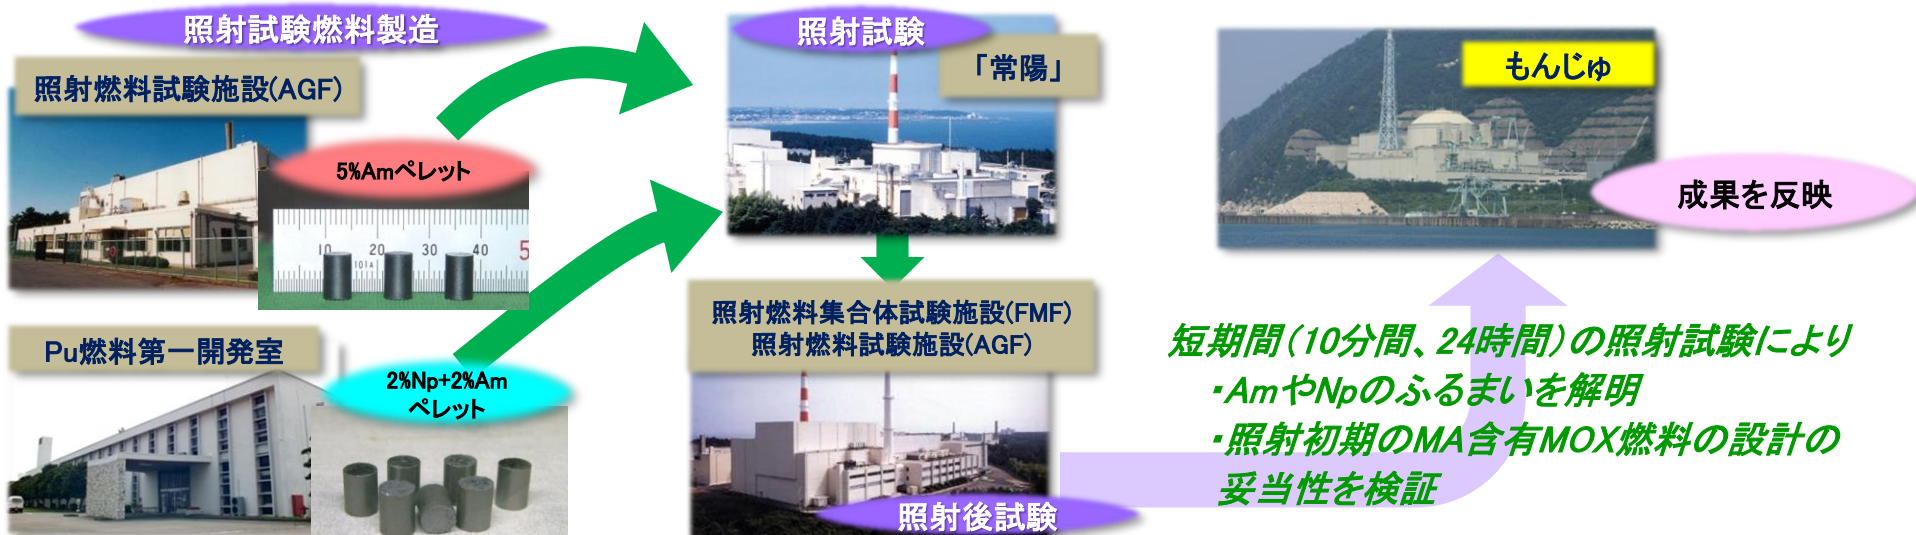 照射試験燃料製造
照射燃料試験施設(AGF)
5%Amペレット
10 20 30 40 5
101A
Pu燃料第一開発室
2%Np+2%Am
ペレット
照射試験
「常陽」
照射燃料集合体試験施設(FMF)
照射燃料試験施設(AGF)
照射後試験
もんじゅ
成果を反映
短期間(10分間、24時間)の照射試験により
・AmやNpのふるまいを解明
・照射初期のMA含有MOX燃料の設計の
妥当性を検証